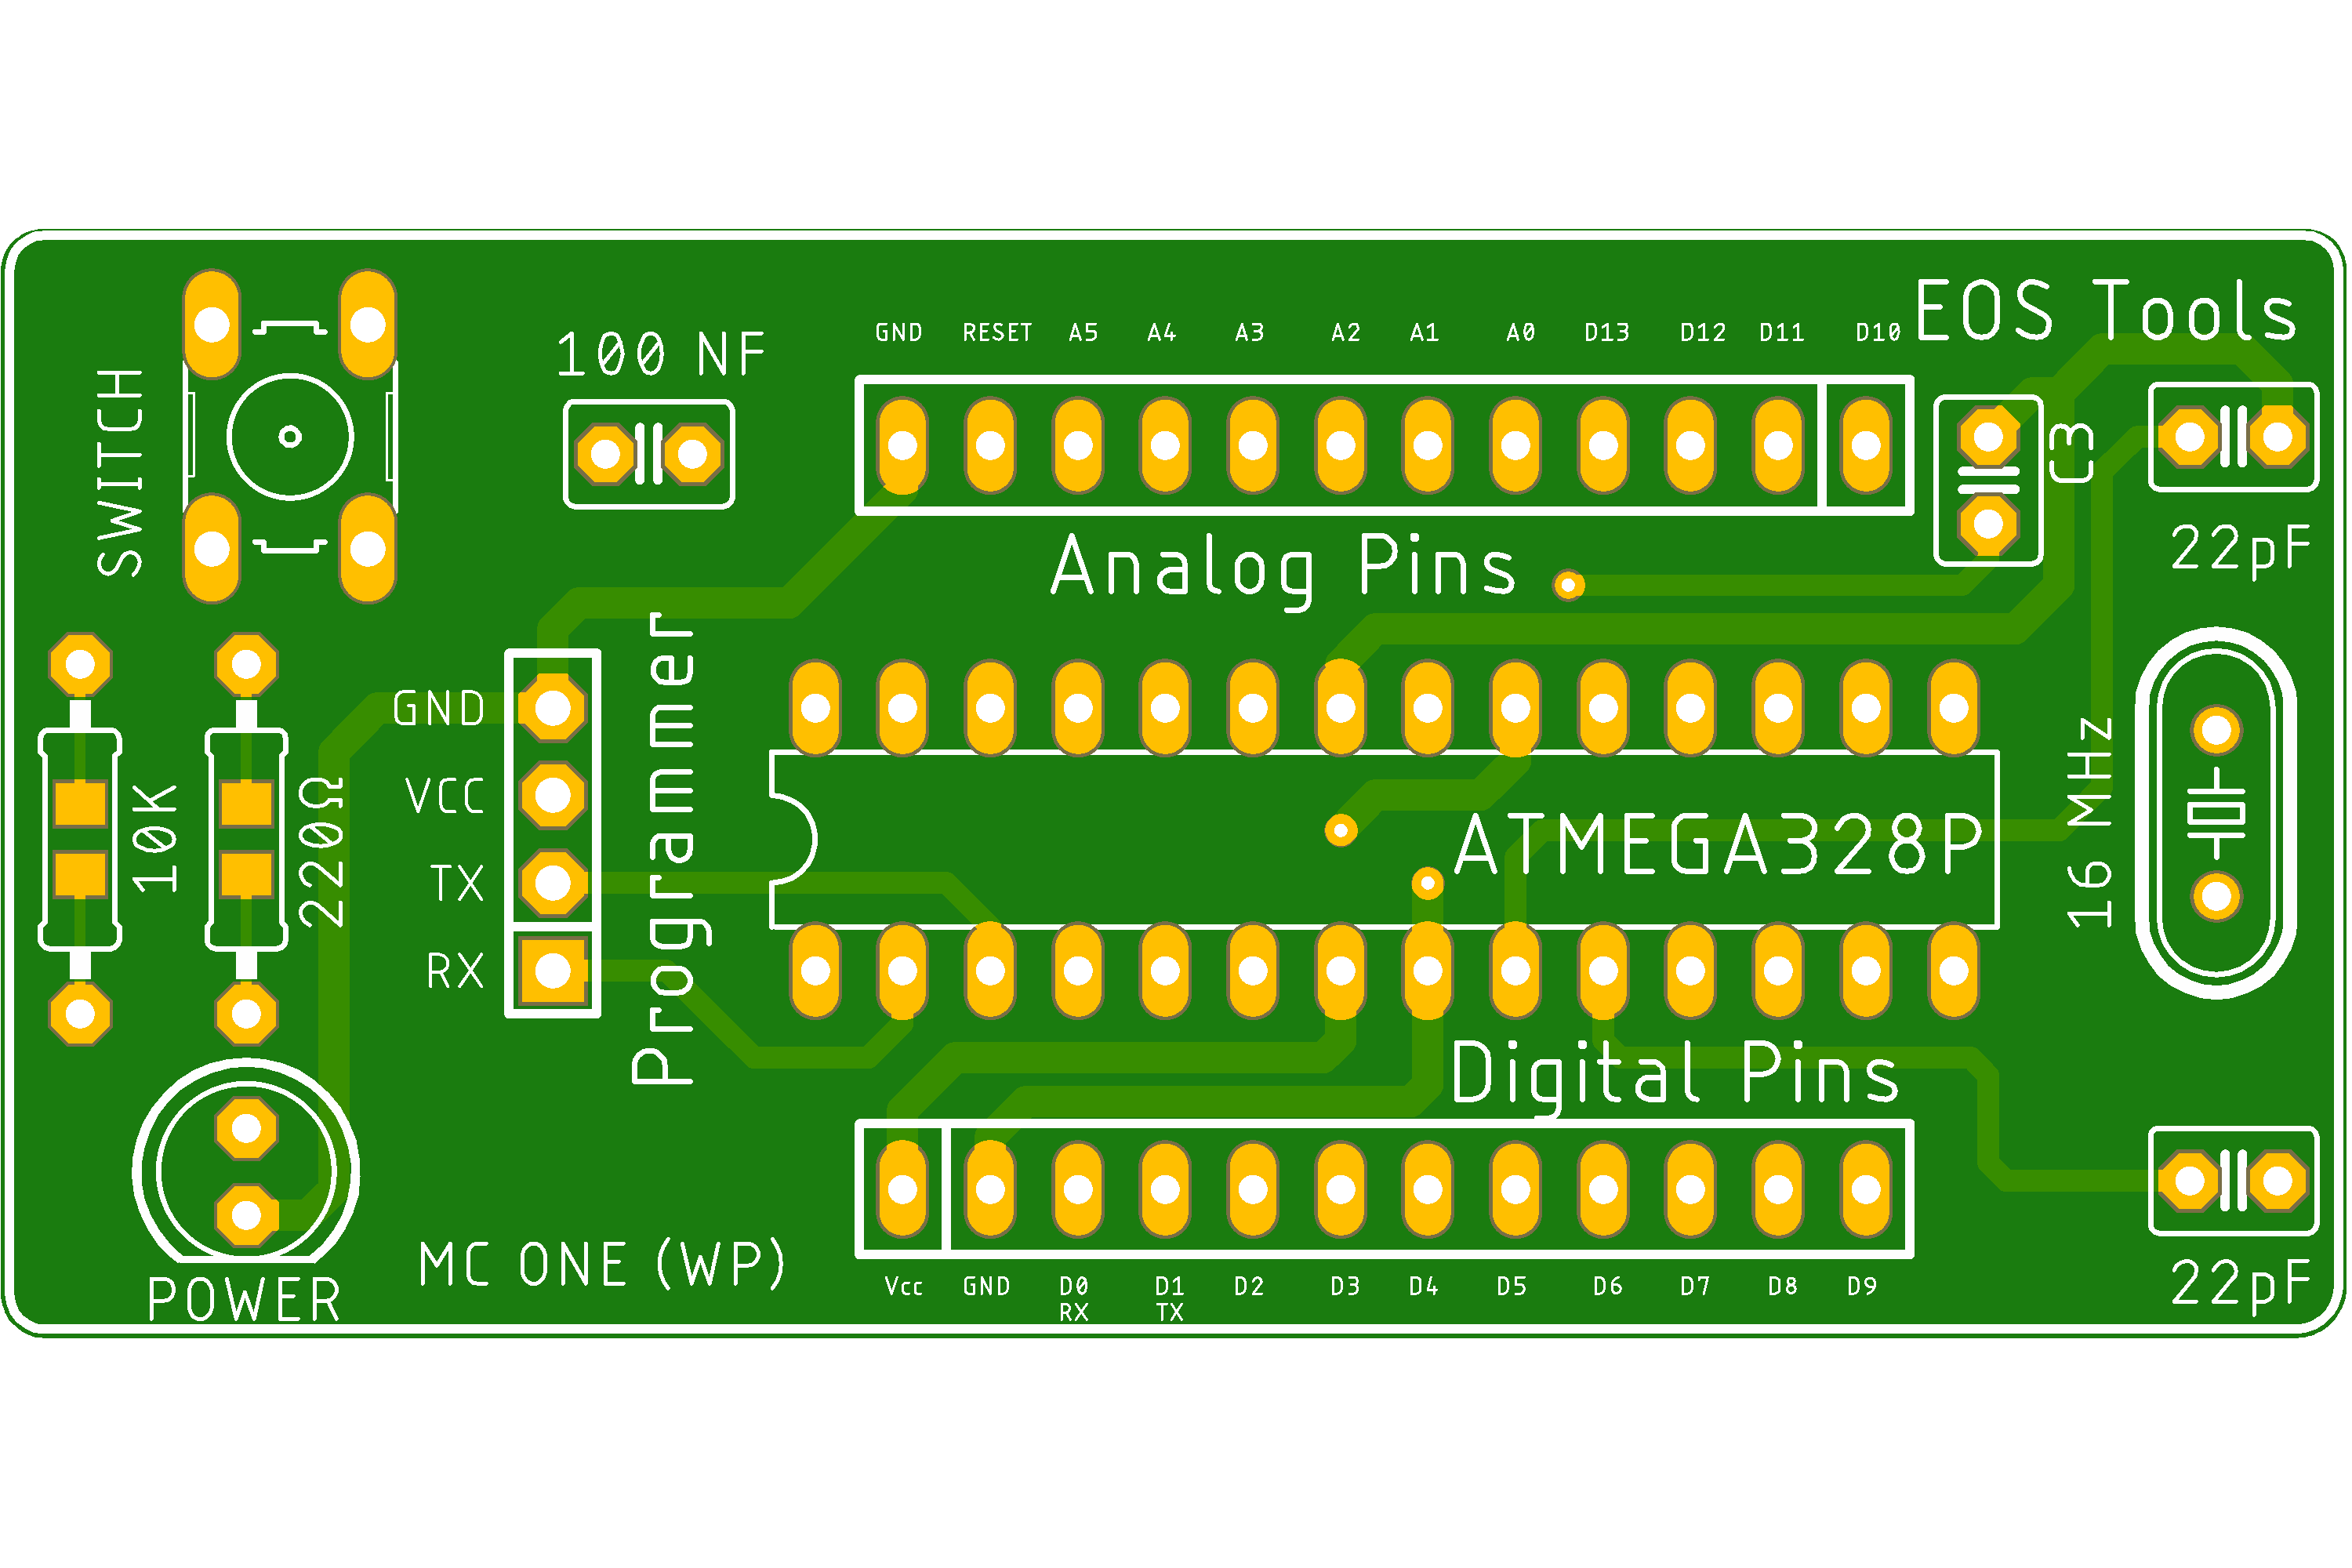 EOS Tools
100 NF
GND RESET A5 A4 A3 A2 A1 A0 D13 D12 D11 D10
SWITCH
C3
Analog Pins
22pF
Programmer
GND
VCC
TX
RX
10K
220Ω
ATMEGA328P
16 MHz
Digital Pins
MC ONE (WP)
POWER
Vcc GND D0 D1 D2 D3 D4 D5 D6 D7 D8 D9
RX TX
22pF